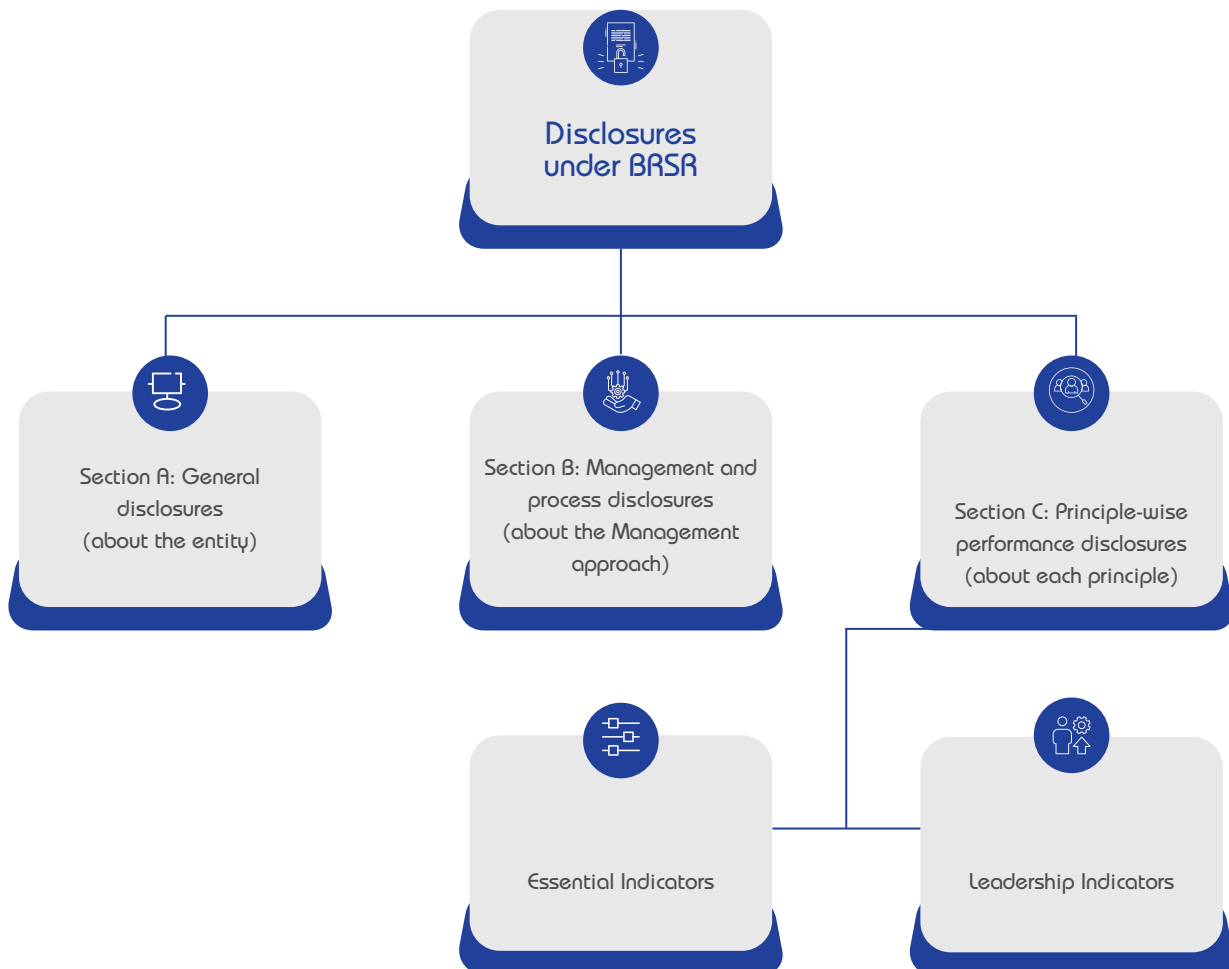 Disclosures
under BRSR
Section A: General
disclosures
(about the entity)
Section B: Management and
process disclosures
(about the Management
approach)
Section C: Principle-wise
performance disclosures
(about each principle)
Essential Indicators
Leadership Indicators